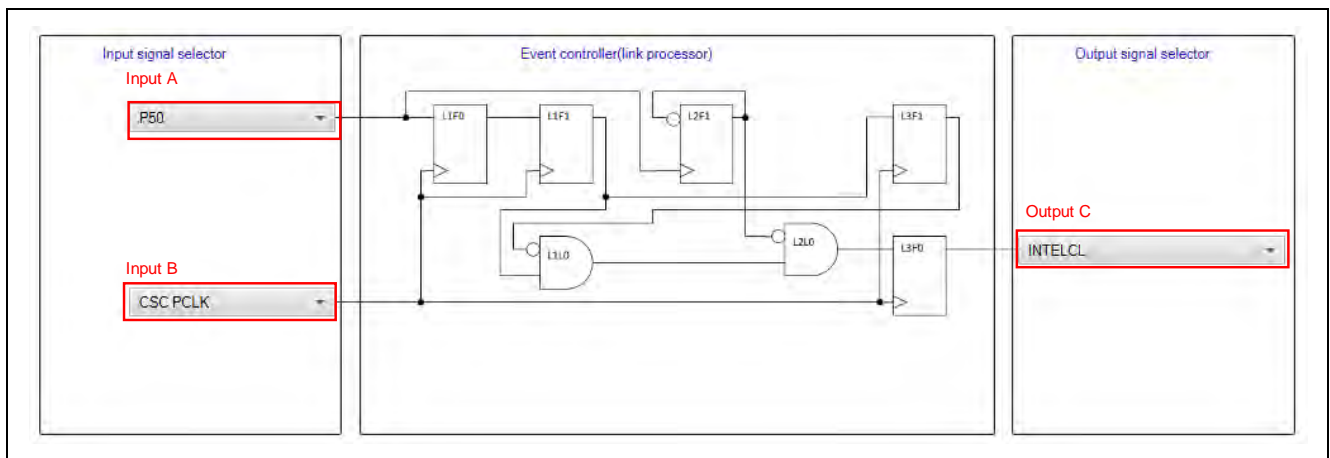 Input signal selector
Event controller(link processor)
Output signal selector
Input A
P50
L1F0
L1F1
L2F1
L3F1
Output C
L1L0
L2L0
L3F0
INTELCL
Input B
CSC PCLK